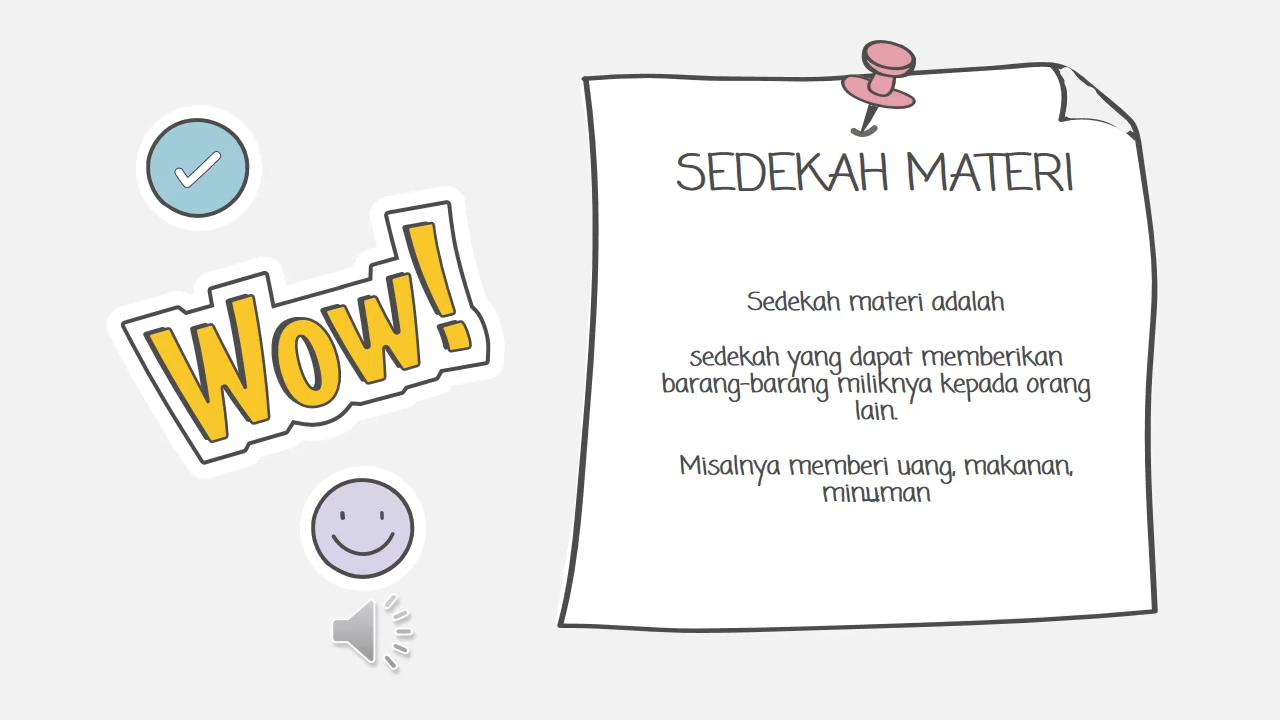 Wow!
SEDEKAH MATERI
Sedekah materi adalah
sedekah yang dapat memberikan
barang-barang miliknya kepada orang
lain.
Misalnya memberi uang, makanan,
minuman